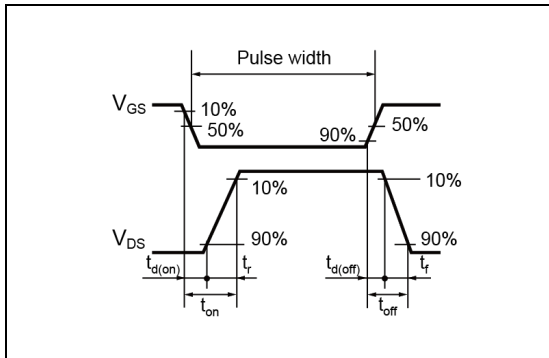 Pulse width
VGS
10%
50%
90%
50%
10%
10%
VDS
90%
90%
td(on)
tr
td(off)
tf
ton
toff